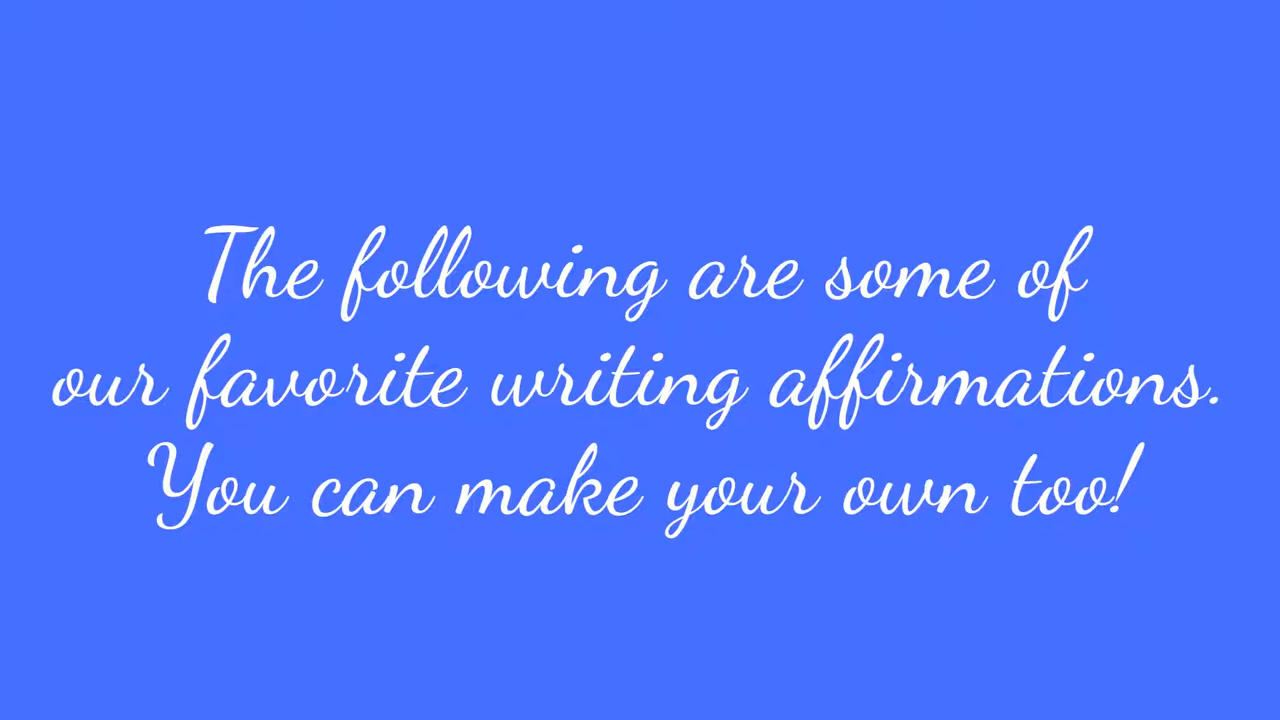 The following are some of
our favorite writing affirmations.
You can make your own too!